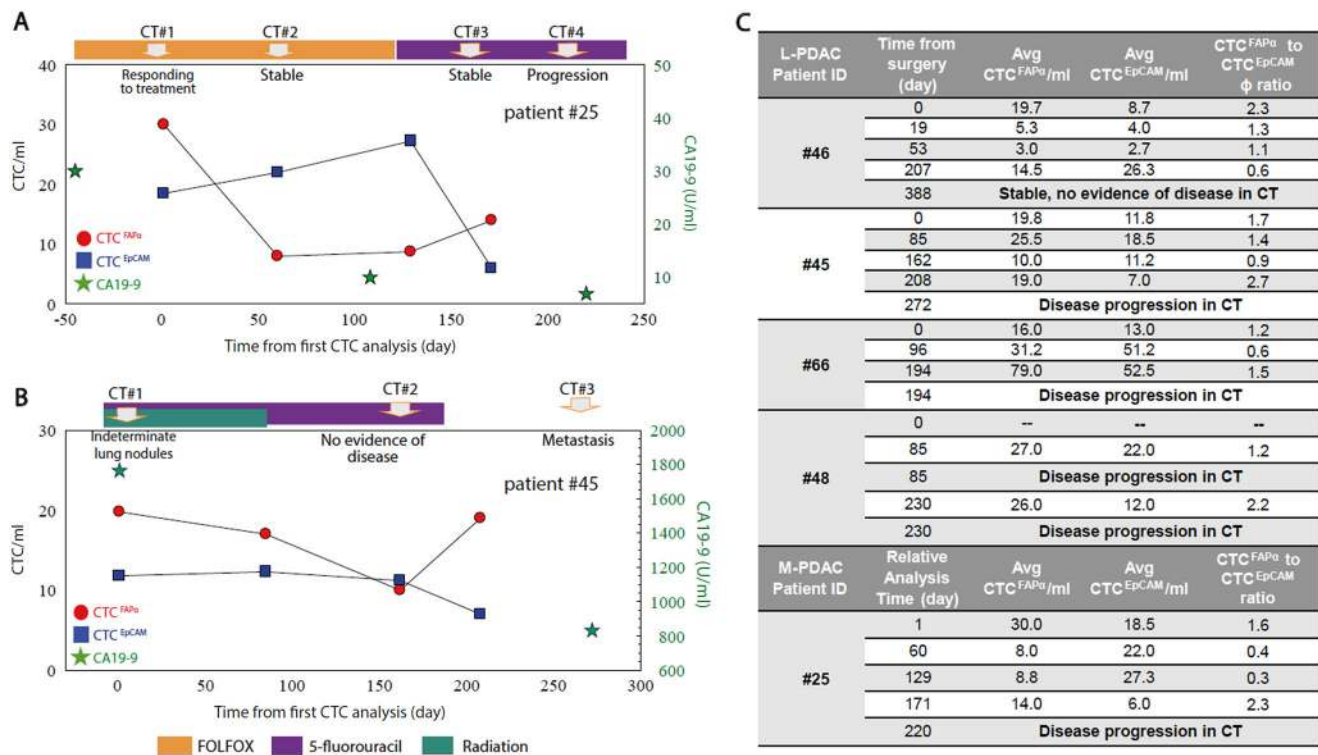 A
CT#1 CT#2 CT#3 CT#4
Responding
to treatment
Stable Stable Progression
patient #25
40
30
20
10
0
CTC/ml
50
40
30
20
10
CA19-9 (U/ml)
CTC FAPα
CTC EpCAM
CA19-9
-50 0 50 100 150 200 250
Time from first CTC analysis (day)
B
CT#1 CT#2 CT#3
Indeterminate
lung nodules
No evidence of
disease
Metastasis
patient #45
30
20
10
0
CTC/ml
2000
1800
1600
1400
1200
1000
800
600
CA19-9 (U/ml)
CTC FAPα
CTC EpCAM
CA19-9
0 50 100 150 200 250 300
Time from first CTC analysis (day)
FOLFOX 5-fluorouracil Radiation
C
L-PDAC
Patient ID
Time from
surgery
(day)
Avg
CTC FAPα/ml
Avg
CTC EpCAM/ml
CTC FAPα to
CTC EpCAM
ϕ ratio
#46
0 19.7 8.7 2.3
19 5.3 4.0 1.3
53 3.0 2.7 1.1
207 14.5 26.3 0.6
388 Stable, no evidence of disease in CT
#45
0 19.8 11.8 1.7
85 25.5 18.5 1.4
162 10.0 11.2 0.9
208 19.0 7.0 2.7
272 Disease progression in CT
#66
0 16.0 13.0 1.2
96 31.2 51.2 0.6
194 79.0 52.5 1.5
194 Disease progression in CT
#48
0 -- -- --
85 27.0 22.0 1.2
85 Disease progression in CT
230 26.0 12.0 2.2
230 Disease progression in CT
M-PDAC
Patient ID
Relative
Analysis
Time (day)
Avg
CTC FAPα/ml
Avg
CTC EpCAM/ml
CTC FAPα to
CTC EpCAM
ratio
#25
1 30.0 18.5 1.6
60 8.0 22.0 0.4
129 8.8 27.3 0.3
171 14.0 6.0 2.3
220 Disease progression in CT